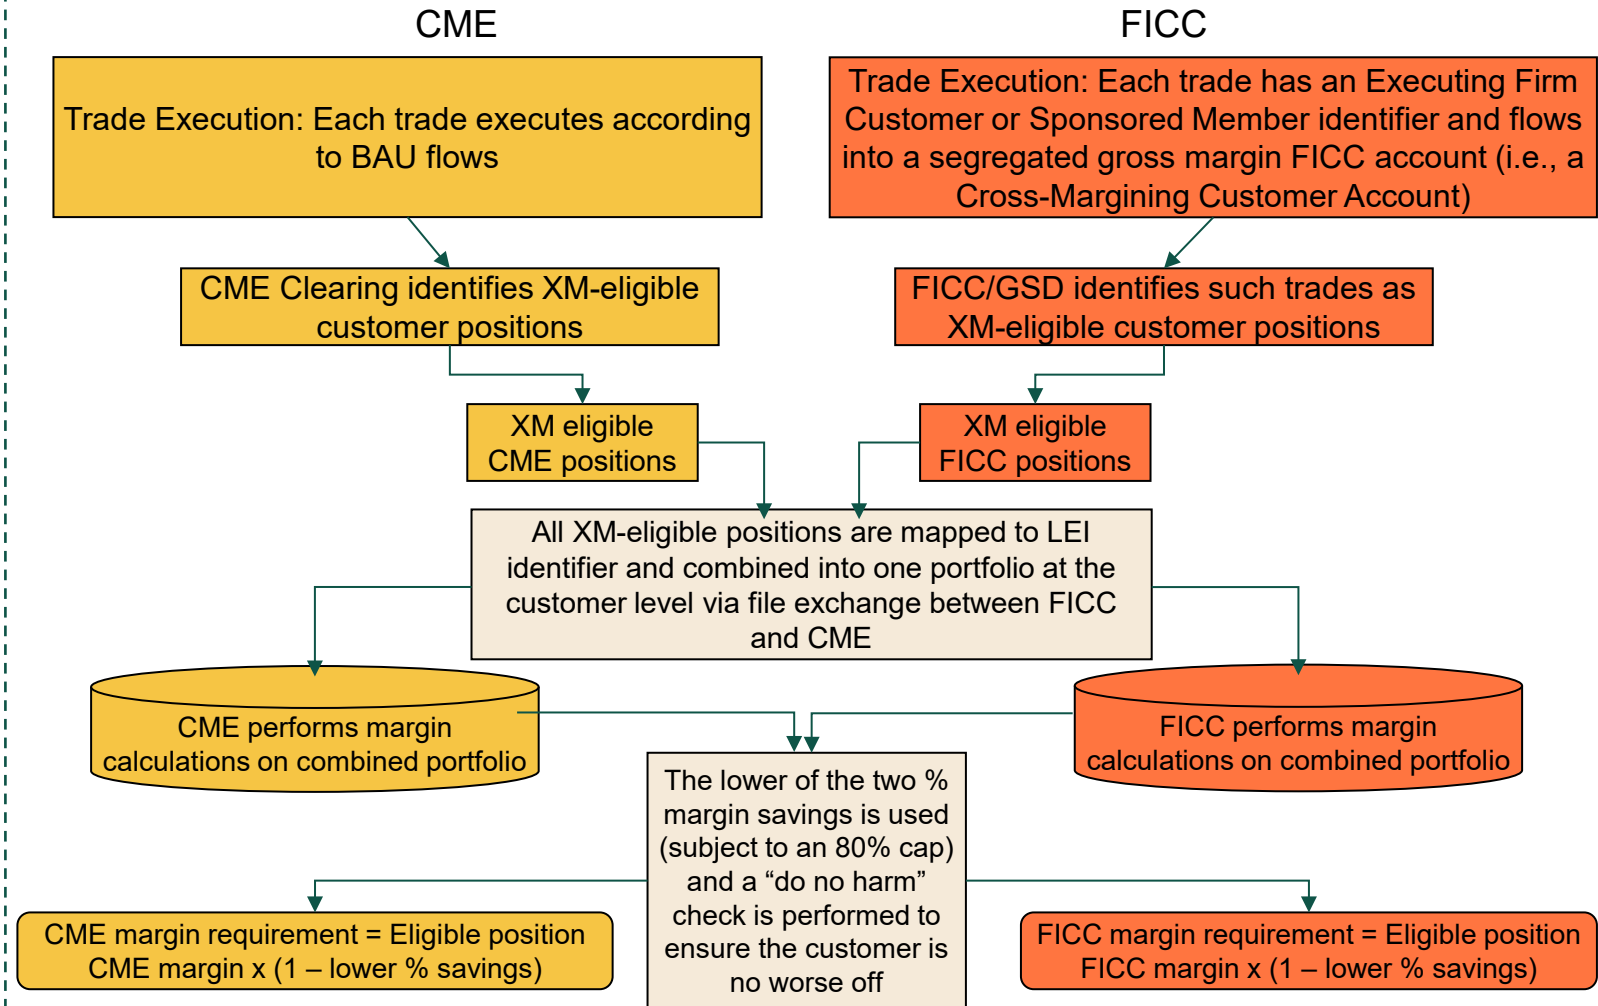 CME
FICC
Trade Execution: Each trade executes according
to BAU flows
Trade Execution: Each trade has an Executing Firm
Customer or Sponsored Member identifier and flows
into a segregated gross margin FICC account (i.e., a
Cross-Margining Customer Account)
CME Clearing identifies XM-eligible
customer positions
FICC/GSD identifies such trades as
XM-eligible customer positions
XM eligible
CME positions
XM eligible
FICC positions
All XM-eligible positions are mapped to LEI
identifier and combined into one portfolio at the
customer level via file exchange between FICC
and CME
CME performs margin
calculations on combined portfolio
FICC performs margin
calculations on combined portfolio
The lower of the two %
margin savings is used
(subject to an 80% cap)
and a “do no harm”
check is performed to
ensure the customer is
no worse off
CME margin requirement = Eligible position
CME margin x (1 – lower % savings)
FICC margin requirement = Eligible position
FICC margin x (1 – lower % savings)